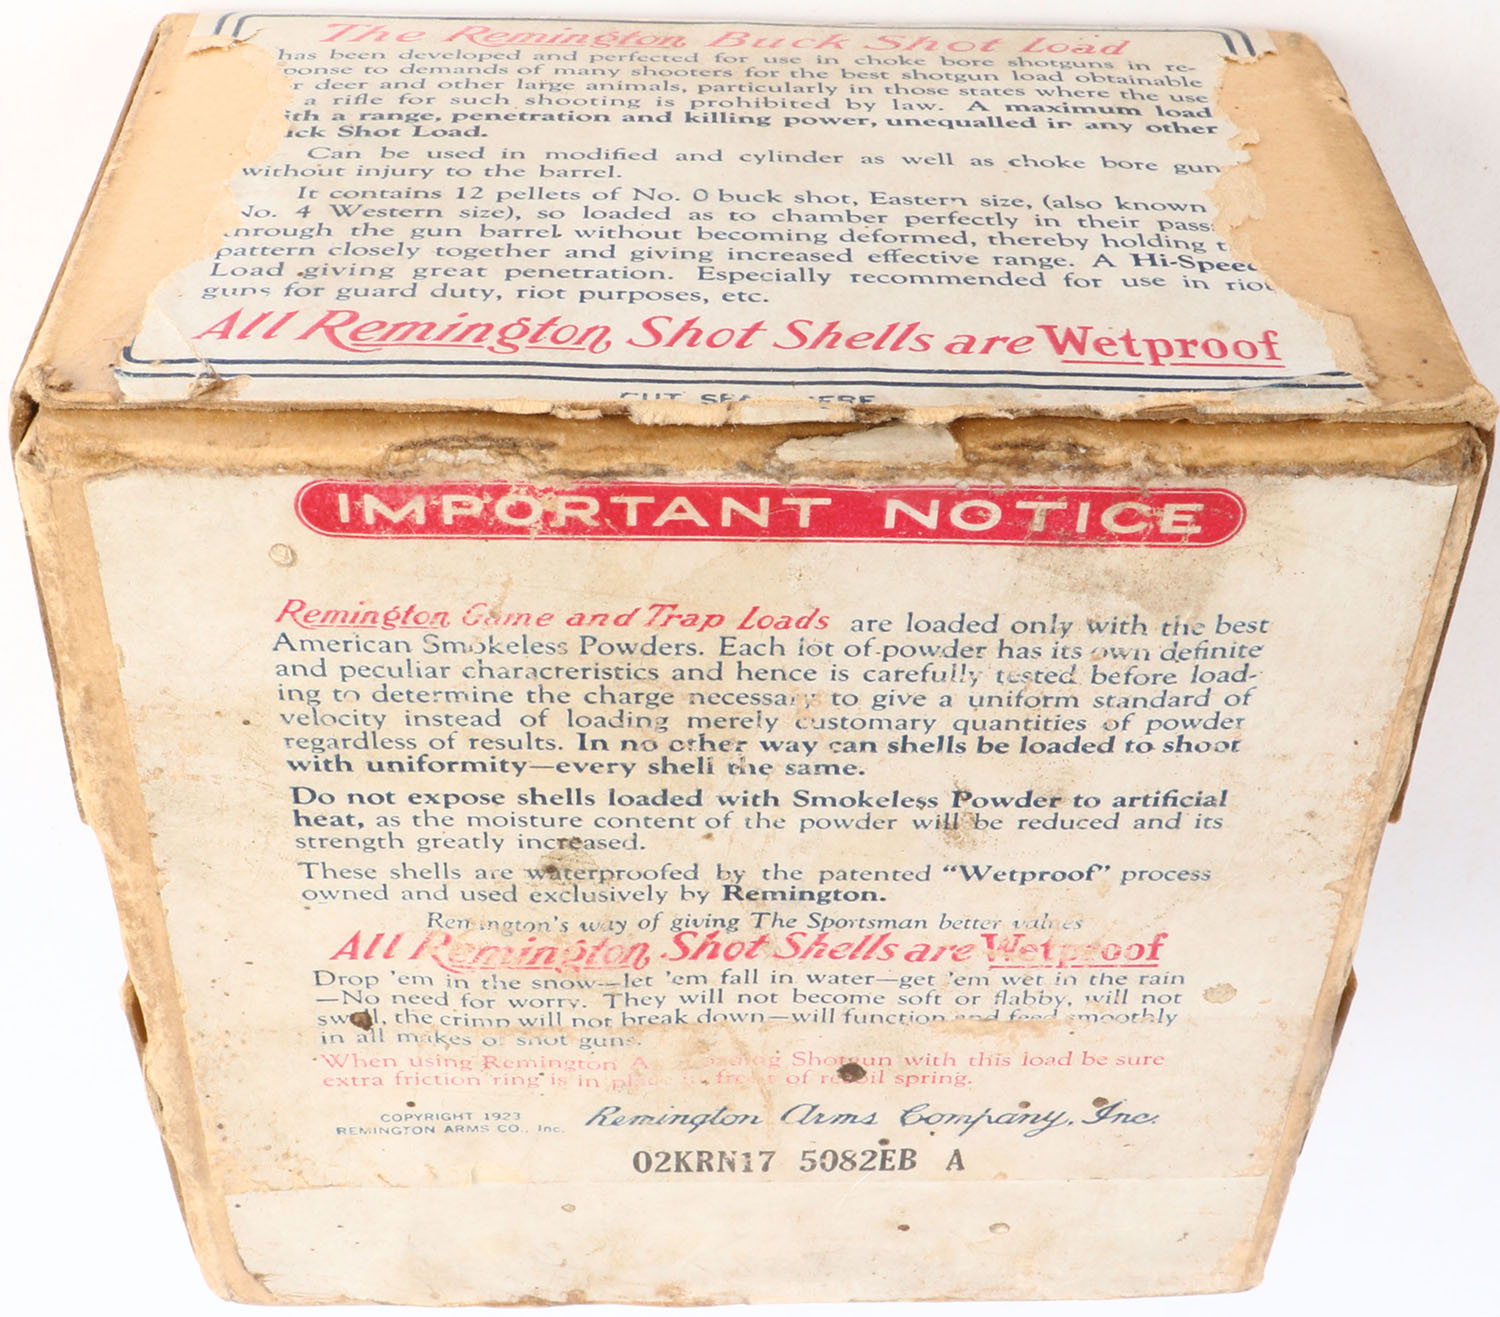 The Remington Buck Shot Load
has been developed and perfected for use in choke bore shotguns in re-
ponse to demands of many shooters for the best shotgun load obtainable
r deer and other large animals, particularly in those states where the use
a rifle for such shooting is prohibited by law. A maximum load
ith a range, penetration and killing power, unequalled in any other
uck Shot Load.
Can be used in modified and cylinder as well as choke bore gun
without injury to the barrel.
It contains 12 pellets of No. 0 buck shot, Eastern size, (also known
No. 4 Western size), so loaded as to chamber perfectly in their pass
through the gun barrel without becoming deformed, thereby holding t
pattern closely together and giving increased effective range. A Hi-Speed
Load giving great penetration. Especially recommended for use in riot
guns for guard duty, riot purposes, etc.
All Remington Shot Shells are Wetproof
CUT SEAL HERE
IMPORTANT NOTICE
Remington Game and Trap Loads are loaded only with the best
American Smokeless Powders. Each lot of powder has its own definite
and peculiar characteristics and hence is carefully tested before load-
ing to determine the charge necessary to give a uniform standard of
velocity instead of loading merely customary quantities of powder
regardless of results. In no other way can shells be loaded to shoot
with uniformity—every shell the same.
Do not expose shells loaded with Smokeless Powder to artificial
heat, as the moisture content of the powder will be reduced and its
strength greatly increased.
These shells are waterproofed by the patented "Wetproof" process
owned and used exclusively by Remington.
Remington's way of giving The Sportsman better values
All Remington Shot Shells are Wetproof
Drop 'em in the snow—let 'em fall in water—get 'em wet in the rain
—No need for worry. They will not become soft or flabby, will not
swell, the crimp will not break down—will function and feed smoothly
in all makes of shot guns.
When using Remington Autoloading Shotgun with this load be sure
extra friction ring is in place in front of recoil spring.
COPYRIGHT 1923
REMINGTON ARMS CO., Inc.
Remington Arms Company, Inc.
02KRN17 5082EB A